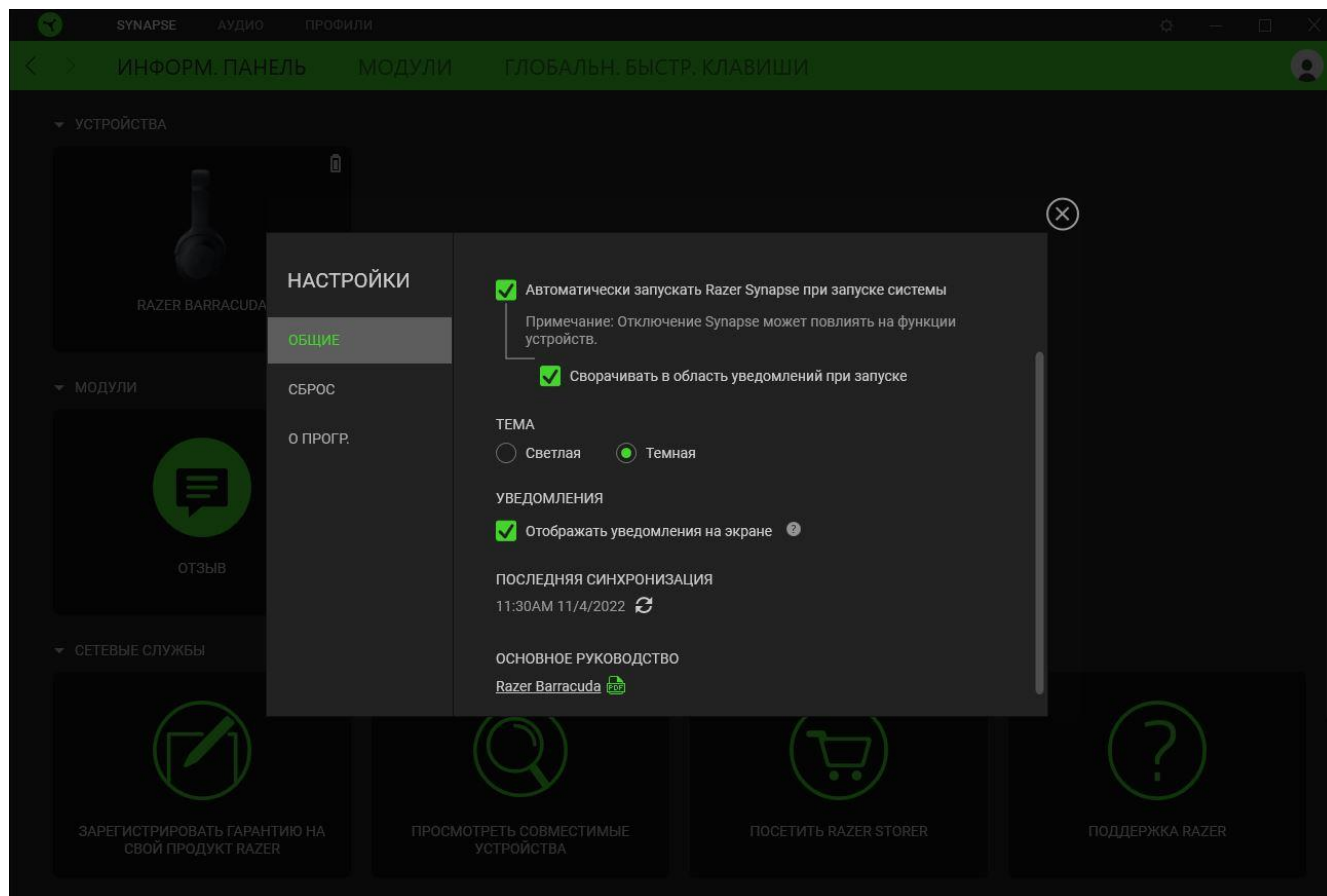 SYNAPSE АУДИО ПРОФИЛИ
ИНФОРМ. ПАНЕЛЬ МОДУЛИ ГЛОБАЛЬН. БЫСТР. КЛАВИШИ
УСТРОЙСТВА
RAZER BARRACUDA
МОДУЛИ
ОТЗЫВ
СЕТЕВЫЕ СЛУЖБЫ
ЗАРЕГИСТРИРОВАТЬ ГАРАНТИЮ НА
СВОЙ ПРОДУКТ RAZER
ПРОСМОТРЕТЬ СОВМЕСТИМЫЕ
УСТРОЙСТВА
ПОСЕТИТЬ RAZER STORER
ПОДДЕРЖКА RAZER
НАСТРОЙКИ
ОБЩИЕ
СБРОС
О ПРОГР.
Автоматически запускать Razer Synapse при запуске системы
Примечание: Отключение Synapse может повлиять на функции
устройств.
Сворачивать в область уведомлений при запуске
ТЕМА
Светлая Темная
УВЕДОМЛЕНИЯ
Отображать уведомления на экране ?
ПОСЛЕДНЯЯ СИНХРОНИЗАЦИЯ
11:30AM 11/4/2022
ОСНОВНОЕ РУКОВОДСТВО
Razer Barracuda PDF